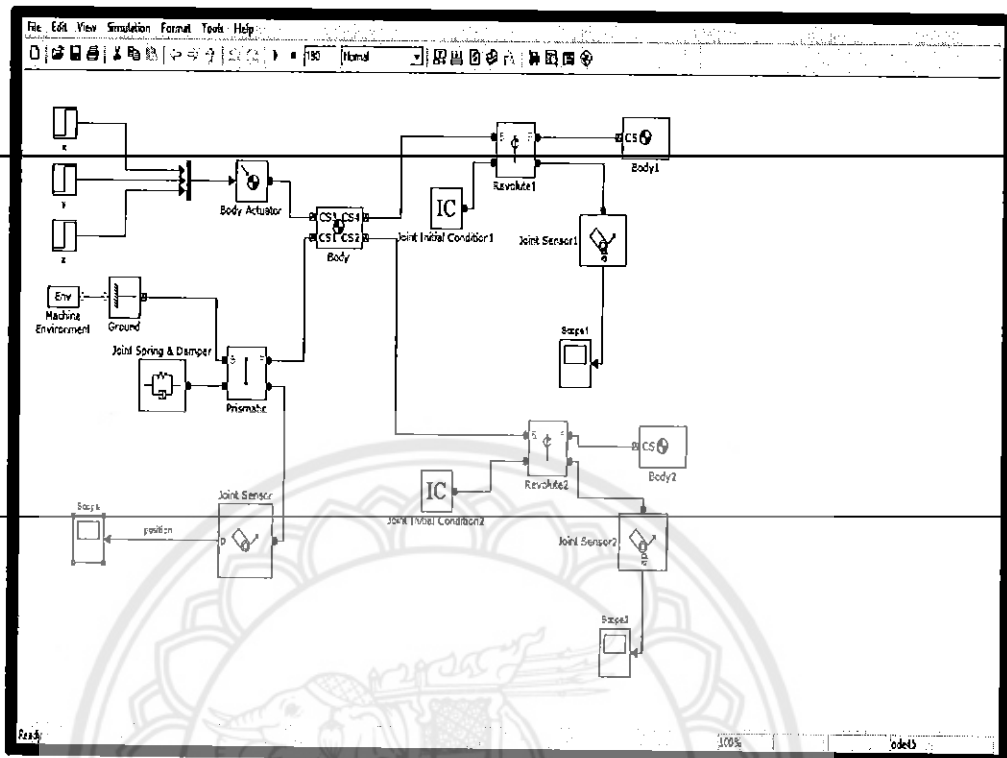 File Edit View Simulation Format Tools Help
190 Normal
x
y
z
Body Actuator
CS3 CS4
CS1 CS2
Body
B F
Revolute1
CS
Body1
IC
Joint Initial Condition1
Joint Sensor1
Scope1
Env
Machine
Environment
Ground
Joint Spring & Damper
B F
Prismatic
B F
Revolute2
CS
Body2
IC
Joint Initial Condition2
Joint Sensor
p
position
Scope
Joint Sensor2
Scope2
Ready
100%
ode45